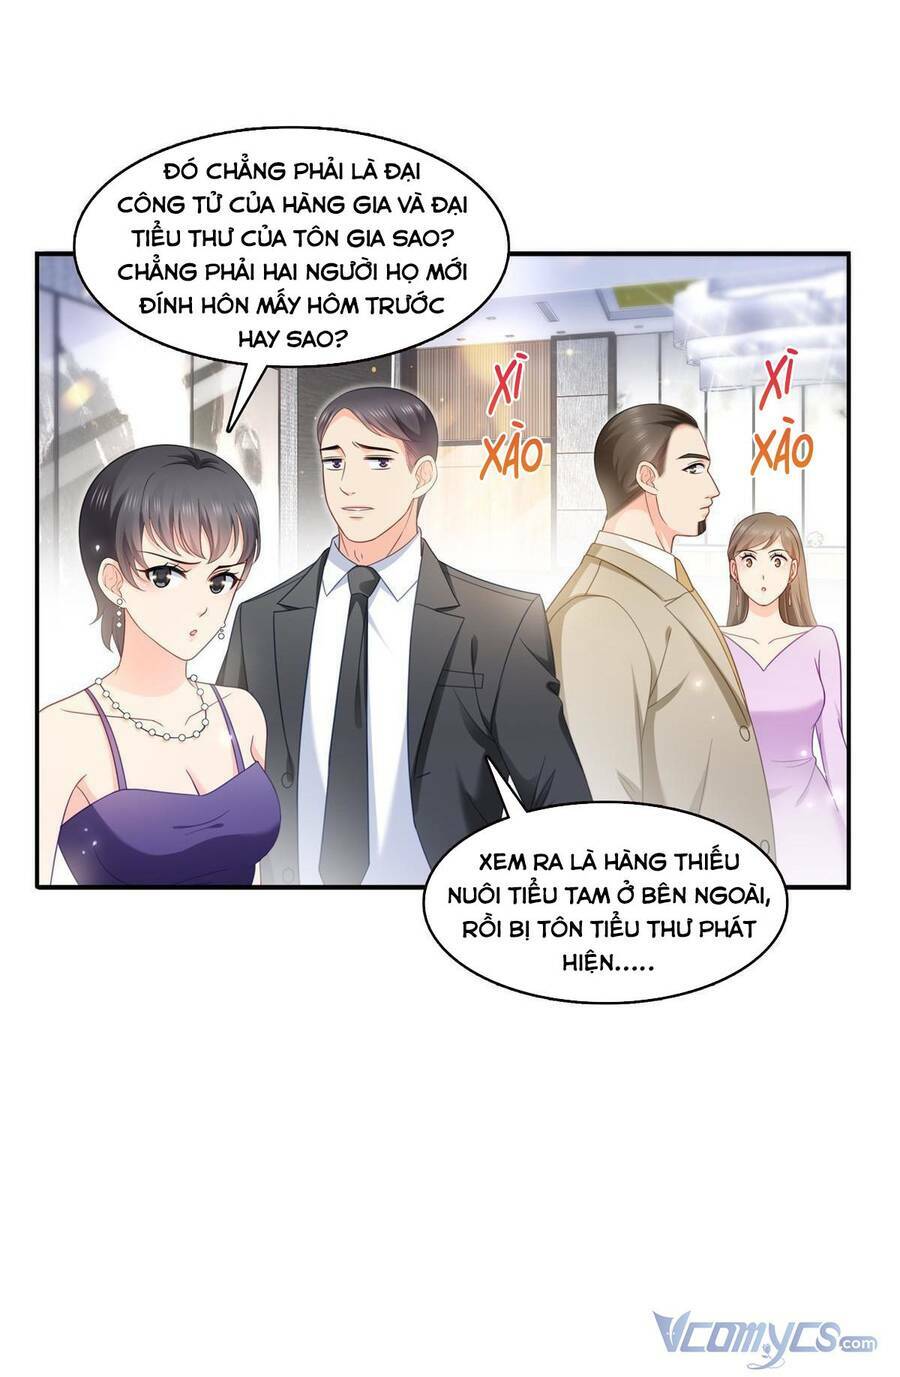 ĐÓ CHẲNG PHẢI LÀ ĐẠI
CÔNG TỬ CỦA HÀNG GIA VÀ ĐẠI
TIỂU THƯ CỦA TÔN GIA SAO?
CHẲNG PHẢI HAI NGƯỜI HỌ MỚI
ĐÍNH HÔN MẤY HÔM TRƯỚC
HAY SAO?
XÌ
XÀO
XÌ
XÀO
XEM RA LÀ HÀNG THIẾU
NUÔI TIỂU TAM Ở BÊN NGOÀI,
RỒI BỊ TÔN TIỂU THƯ PHÁT
HIỆN.....
VCOMYCS.com